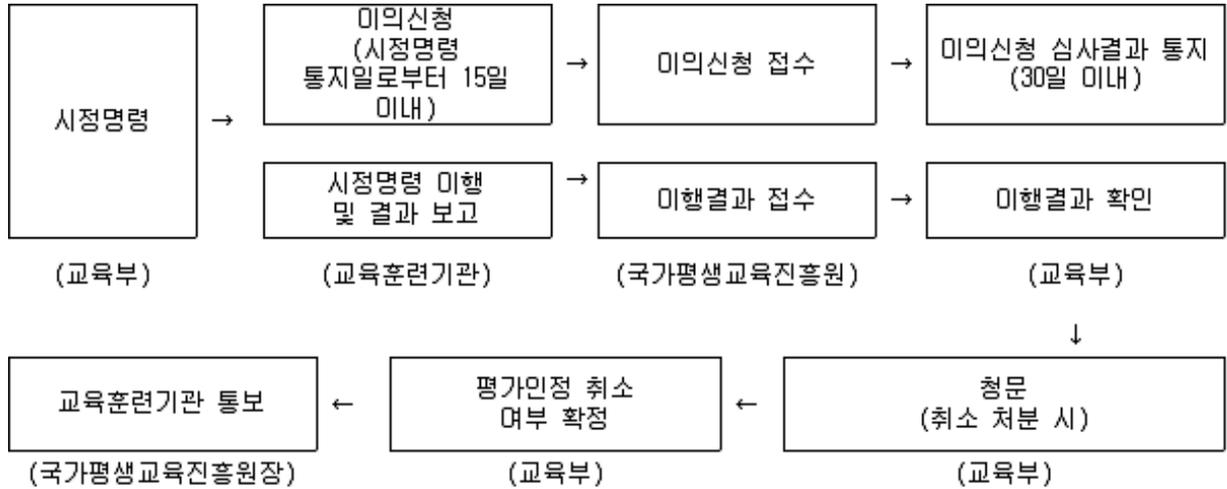 시정명령
→
이의신청
(시정명령
통지일로부터 15일
이내)
→
이의신청 접수
→
이의신청 심사결과 통지
(30일 이내)
시정명령 이행
및 결과 보고
→
이행결과 접수
→
이행결과 확인
(교육부)
(교육훈련기관)
(국가평생교육진흥원)
(교육부)
↓
교육훈련기관 통보
←
평가인정 취소
여부 확정
←
청문
(취소 처분 시)
(국가평생교육진흥원장)
(교육부)
(교육부)